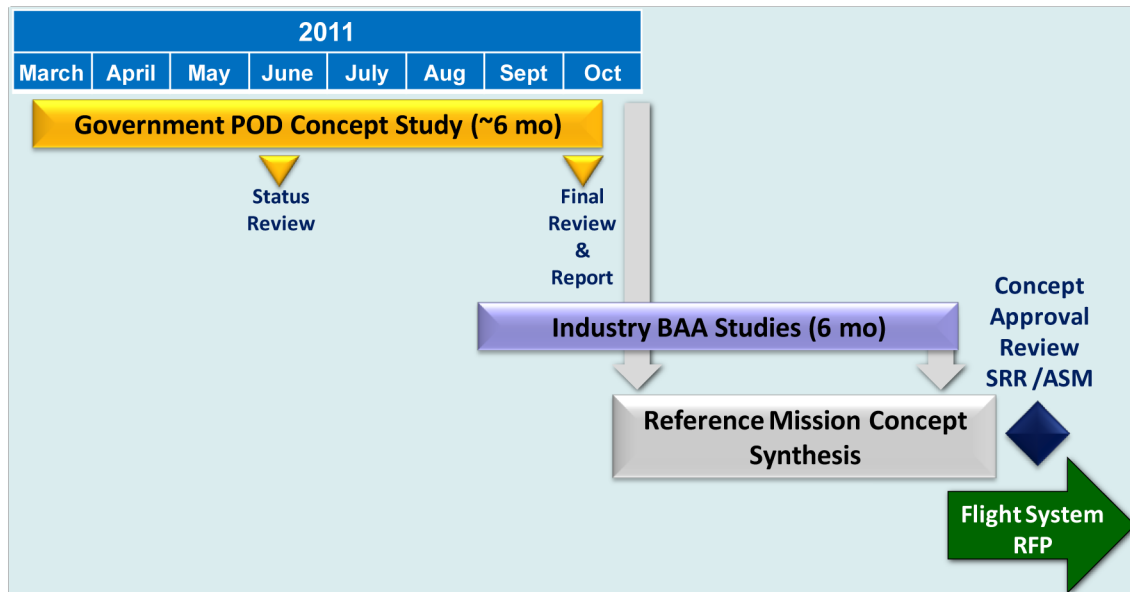 2011
March April May June July Aug Sept Oct
Government POD Concept Study (~6 mo)
Status
Review
Final
Review
&
Report
Industry BAA Studies (6 mo)
Concept
Approval
Review
SRR /ASM
Reference Mission Concept
Synthesis
Flight System
RFP